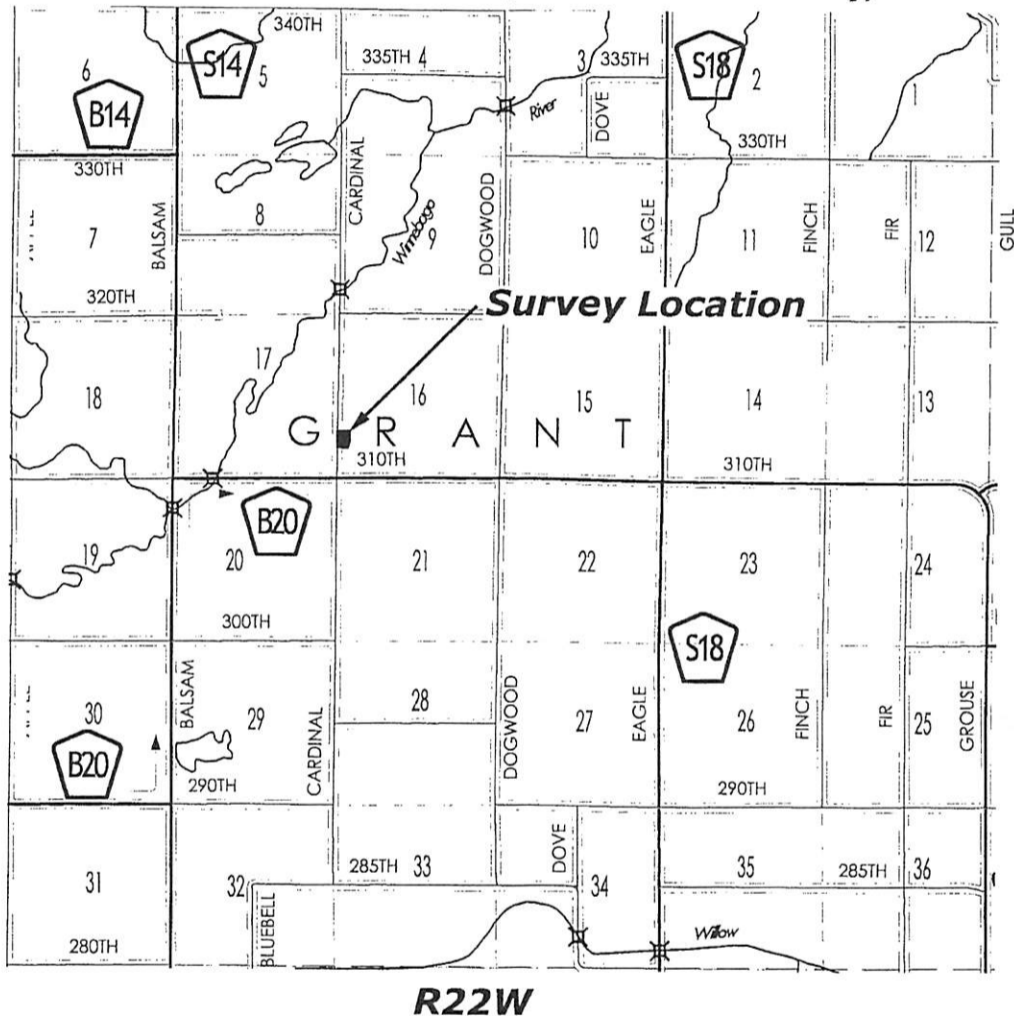 340TH
6
S14
5
335TH 4
3
335TH
S18
2
1
B14
River
DOVE
330TH
330TH
CARDINAL
7
BALSAM
8
Winnebago
9
DOGWOOD
10
EAGLE
11
FINCH
FIR
12
GULL
320TH
Survey Location
17
18
16
15
14
13
G R A N T
310TH
310TH
B20
19
20
21
22
23
24
300TH
S18
30
BALSAM
29
CARDINAL
28
DOGWOOD
27
EAGLE
26
FINCH
FIR
25
GROUSE
B20
290TH
290TH
31
32
285TH 33
DOVE
34
35
285TH
36
BLUEBELL
280TH
Willow
R22W